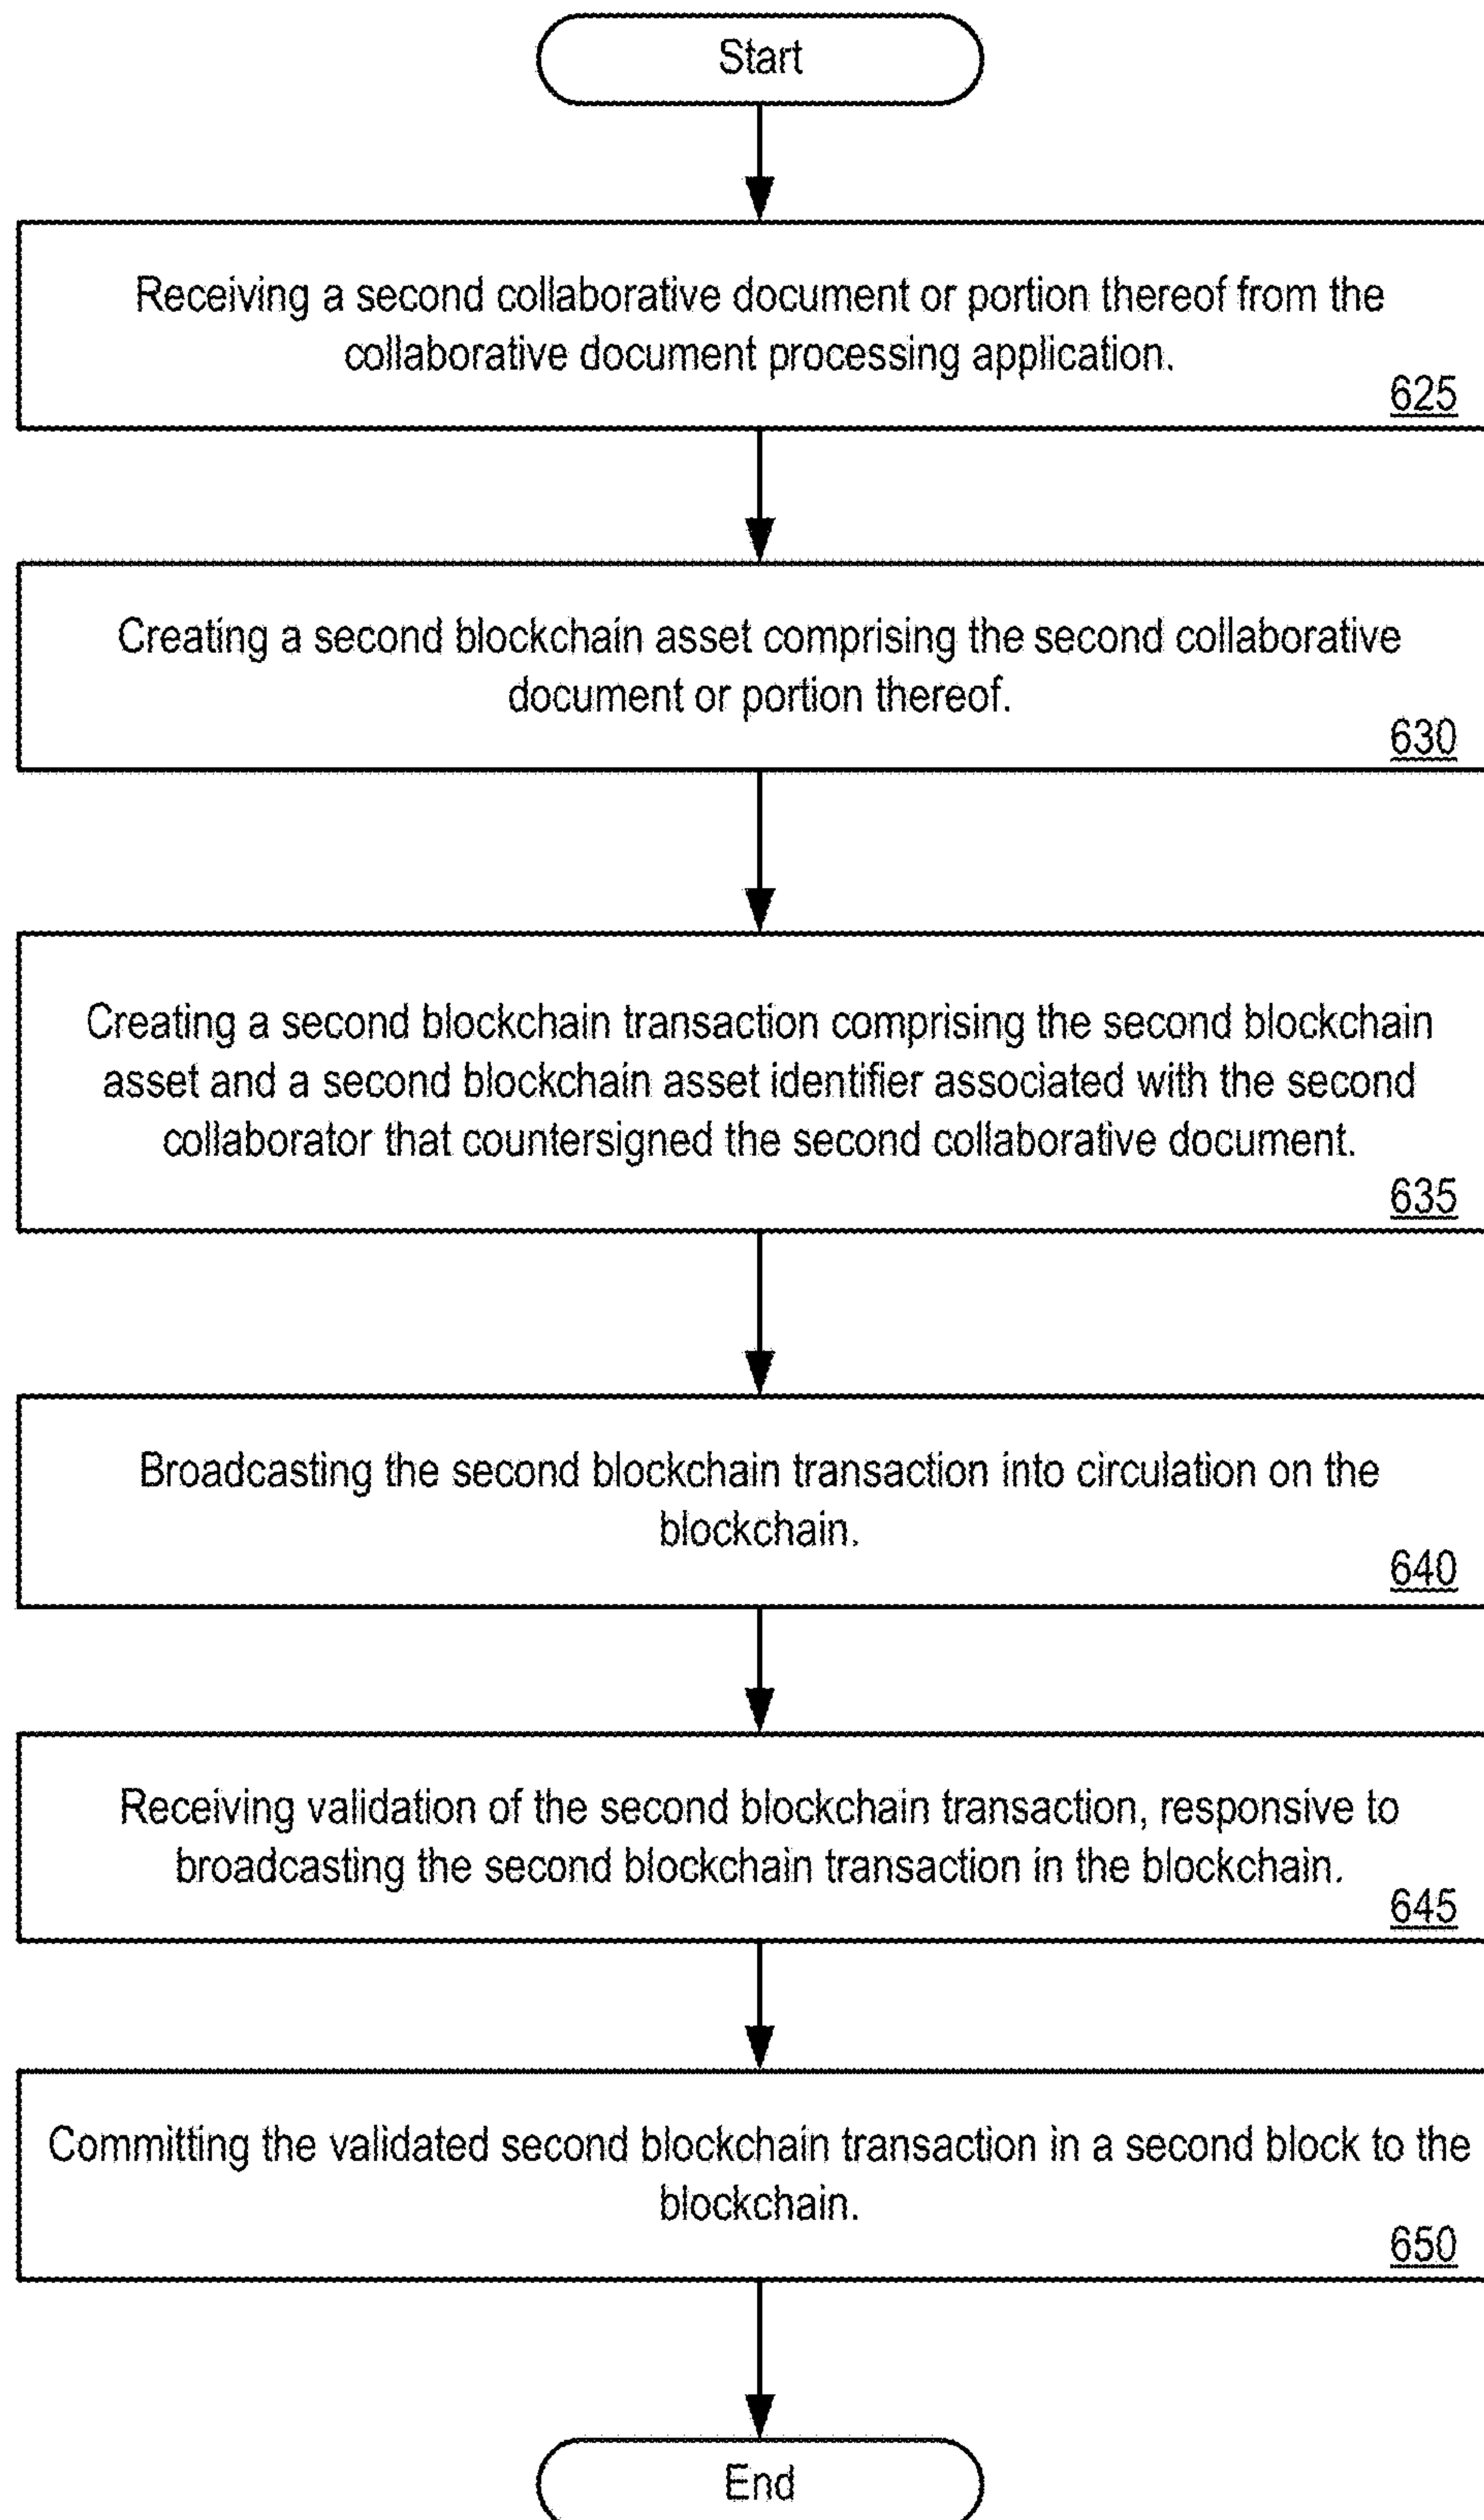 Start
Receiving a second collaborative document or portion thereof from the
collaborative document processing application.
625
Creating a second blockchain asset comprising the second collaborative
document or portion thereof.
630
Creating a second blockchain transaction comprising the second blockchain
asset and a second blockchain asset identifier associated with the second
collaborator that countersigned the second collaborative document.
635
Broadcasting the second blockchain transaction into circulation on the
blockchain.
640
Receiving validation of the second blockchain transaction, responsive to
broadcasting the second blockchain transaction in the blockchain.
645
Committing the validated second blockchain transaction in a second block to the
blockchain.
650
End